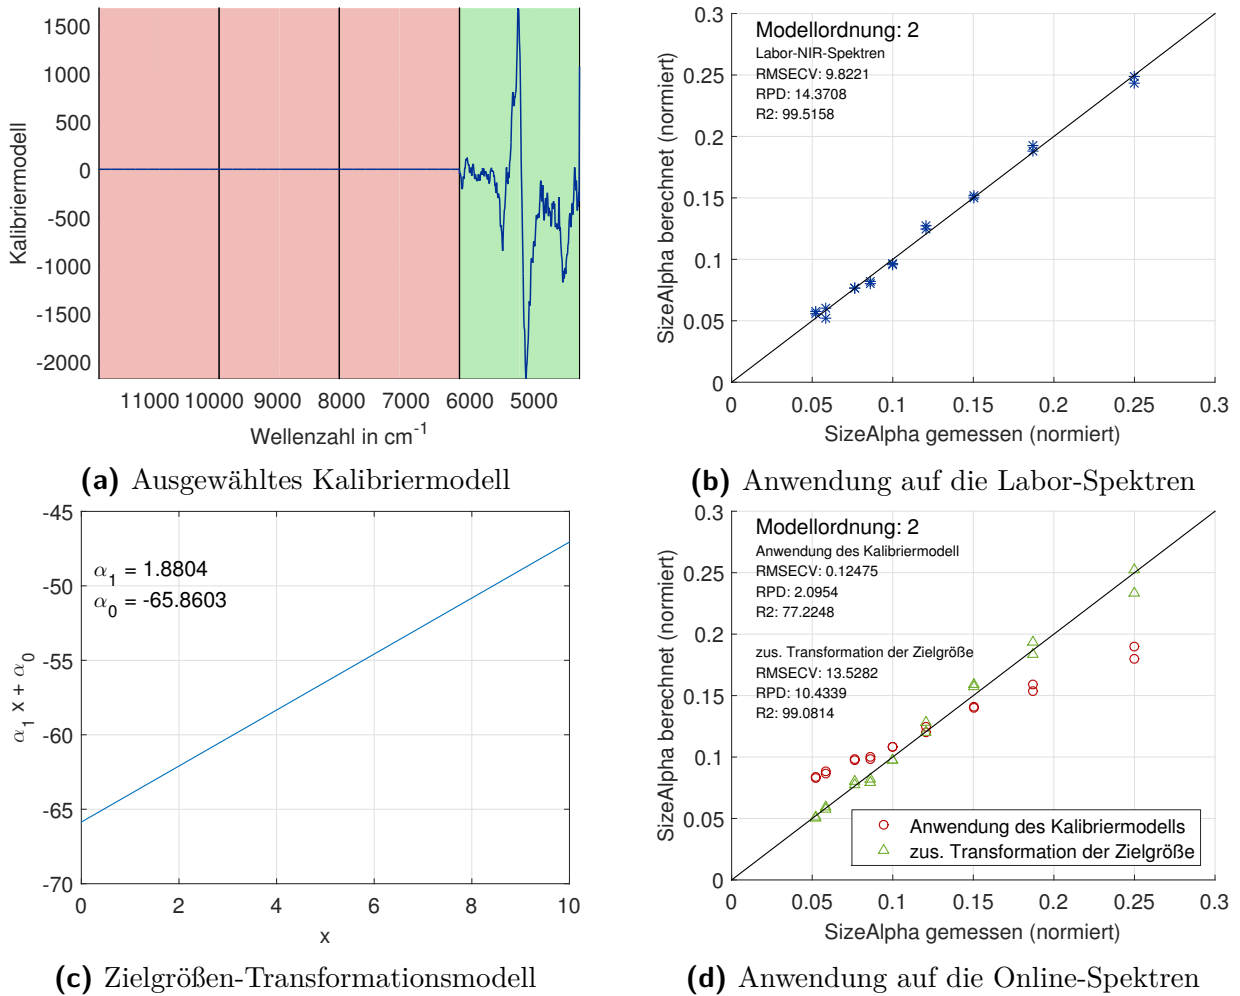 1500
1000
500
0
-500
-1000
-1500
-2000
Kalibriermodell
11000 10000 9000 8000 7000 6000 5000
Wellenzahl in cm-1
(a) Ausgewähltes Kalibriermodell
0.3
0.25
0.2
0.15
0.1
0.05
0
SizeAlpha berechnet (normiert)
Modellordnung: 2
Labor-NIR-Spektren
RMSECV: 9.8221
RPD: 14.3708
R2: 99.5158
0 0.05 0.1 0.15 0.2 0.25 0.3
SizeAlpha gemessen (normiert)
(b) Anwendung auf die Labor-Spektren
-45
-50
-55
-60
-65
-70
α1 x + α0
α1 = 1.8804
α0 = -65.8603
0 2 4 6 8 10
x
(c) Zielgrößen-Transformationsmodell
0.3
0.25
0.2
0.15
0.1
0.05
0
SizeAlpha berechnet (normiert)
Modellordnung: 2
Anwendung des Kalibriermodell
RMSECV: 0.12475
RPD: 2.0954
R2: 77.2248
zus. Transformation der Zielgröße
RMSECV: 13.5282
RPD: 10.4339
R2: 99.0814
Anwendung des Kalibriermodells
zus. Transformation der Zielgröße
0 0.05 0.1 0.15 0.2 0.25 0.3
SizeAlpha gemessen (normiert)
(d) Anwendung auf die Online-Spektren